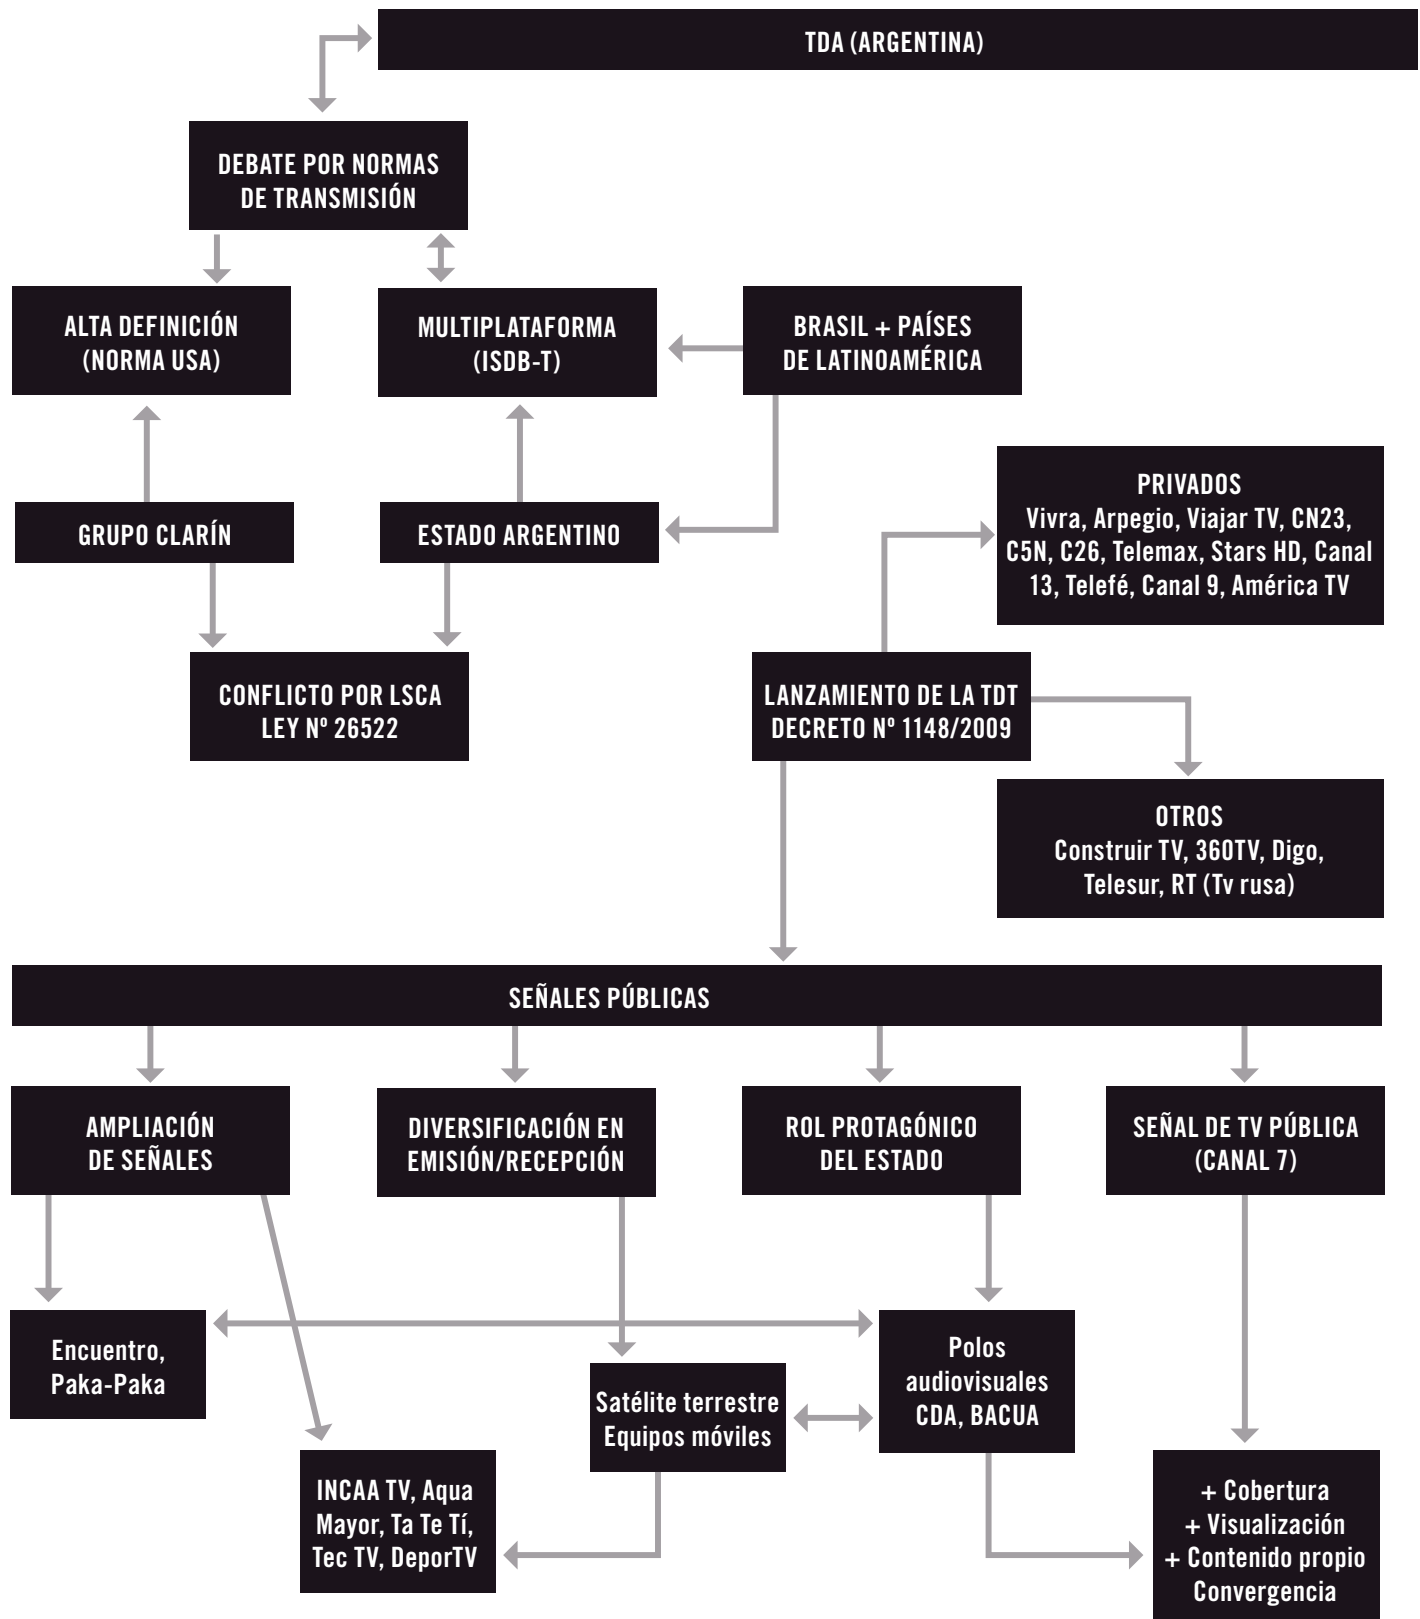 TDA (ARGENTINA)
DEBATE POR NORMAS
DE TRANSMISIÓN
ALTA DEFINICIÓN
(NORMA USA)
MULTIPLATAFORMA
(ISDB-T)
BRASIL + PAÍSES
DE LATINOAMÉRICA
GRUPO CLARÍN
ESTADO ARGENTINO
PRIVADOS
Vivra, Arpegio, Viajar TV, CN23,
C5N, C26, Telemax, Stars HD, Canal
13, Telefé, Canal 9, América TV
CONFLICTO POR LSCA
LEY Nº 26522
LANZAMIENTO DE LA TDT
DECRETO Nº 1148/2009
OTROS
Construir TV, 360TV, Digo,
Telesur, RT (Tv rusa)
SEÑALES PÚBLICAS
AMPLIACIÓN
DE SEÑALES
DIVERSIFICACIÓN EN
EMISIÓN/RECEPCIÓN
ROL PROTAGÓNICO
DEL ESTADO
SEÑAL DE TV PÚBLICA
(CANAL 7)
Encuentro,
Paka-Paka
Satélite terrestre
Equipos móviles
Polos
audiovisuales
CDA, BACUA
INCAA TV, Aqua
Mayor, Ta Te Tí,
Tec TV, DeporTV
+ Cobertura
+ Visualización
+ Contenido propio
Convergencia